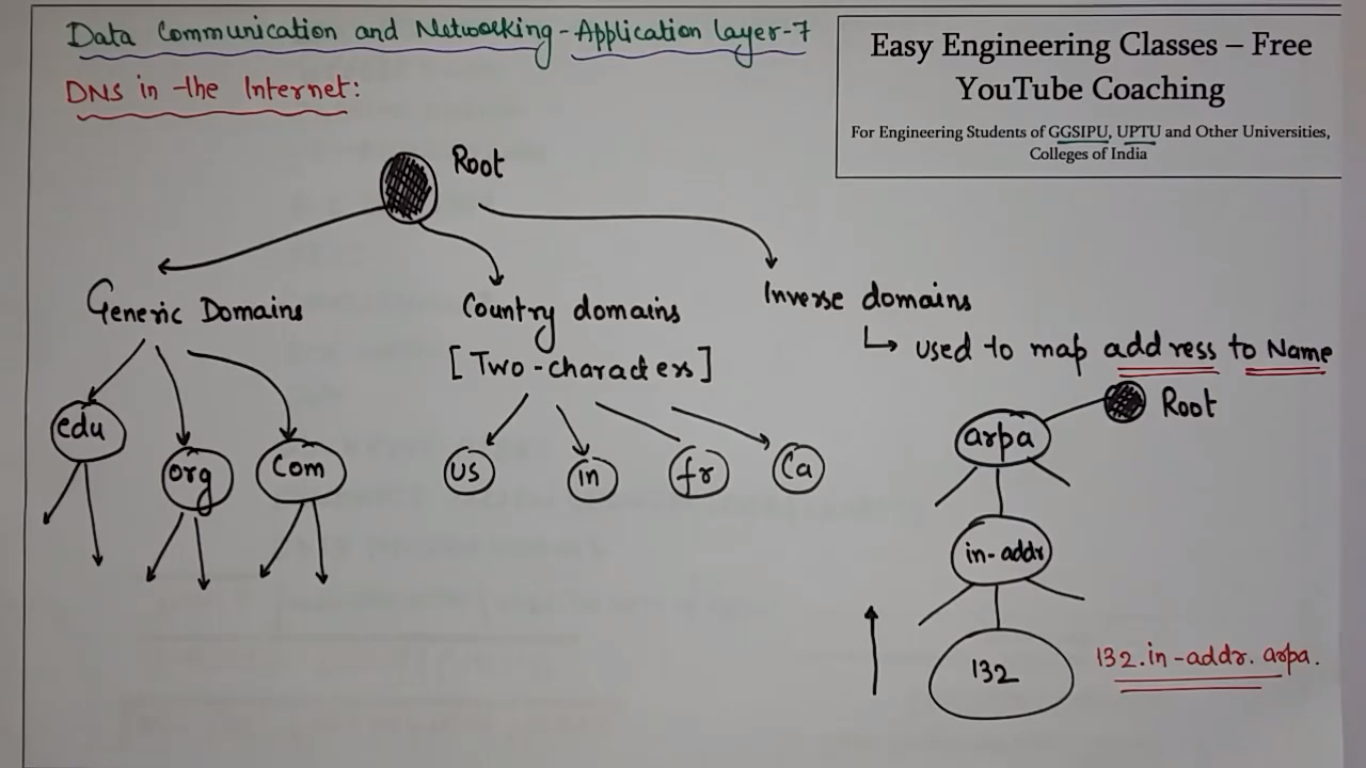 Data Communication and Networking-Application layer-7
Easy Engineering Classes – Free
YouTube Coaching
For Engineering Students of GGSIPU, UPTU and Other Universities,
Colleges of India
DNS in the Internet:
Root
Generic Domains
Country domains
[Two-character]
Inverse domains
↳ used to map address to Name
edu
org
Com
us
in
fr
Ca
Root
arpa
in-addr
132
132.in-addr.arpa.